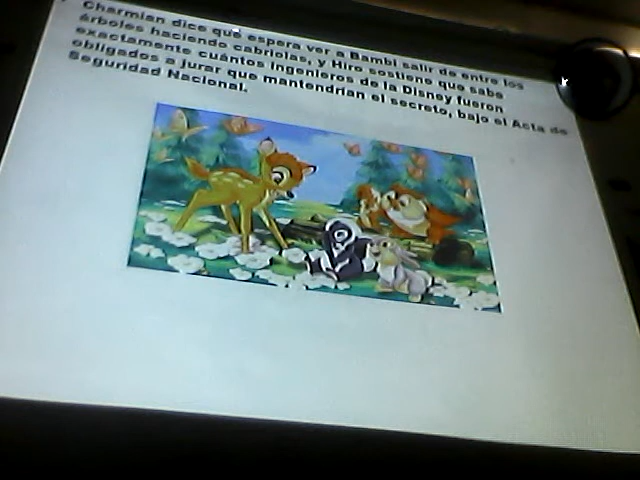 Charmian dice que espera ver a Bambi salir de entre los
árboles haciendo cabriolas, y Hiro sostiene que sabe
exactamente cuántos ingenieros de la Disney fueron
obligados a jurar que mantendrían el secreto, bajo el Acta de
Seguridad Nacional.